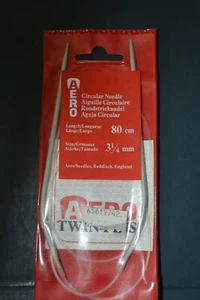 AERO
Circular Needle
Aiguille Circulaire
Rundstricknadel
Aguja Circular
Length/Longueur
Länge/Largo
80 cm
Size/Grosseur
Stärke/Tamaño
3¼ mm
Aero Needles, Redditch, England
AERO
TWIN-PINS